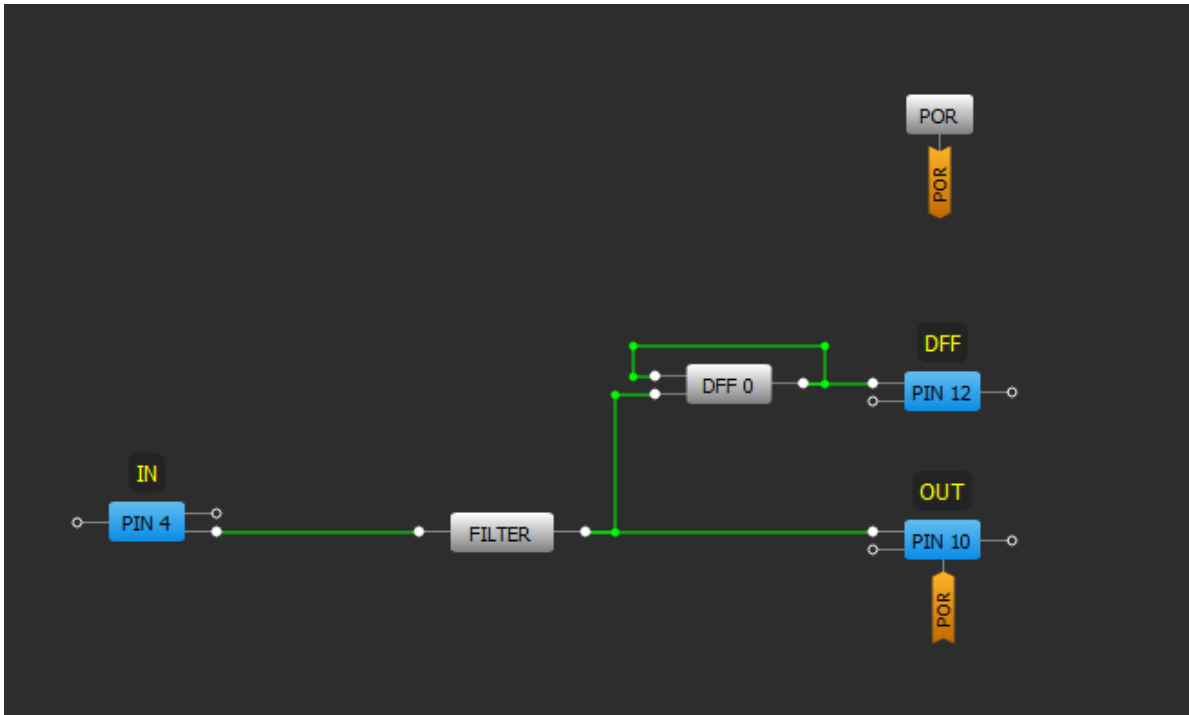 POR
POR
DFF
DFF 0
PIN 12
IN
OUT
PIN 4
FILTER
PIN 10
POR